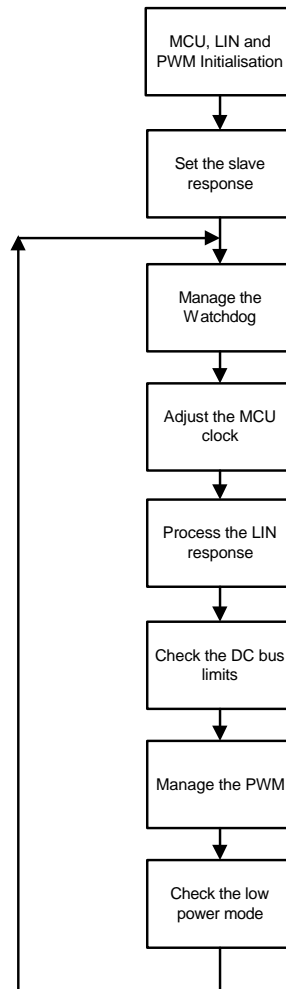 MCU, LIN and
PWM Initialisation
Set the slave
response
Manage the
Watchdog
Adjust the MCU
clock
Process the LIN
response
Check the DC bus
limits
Manage the PWM
Check the low
power mode